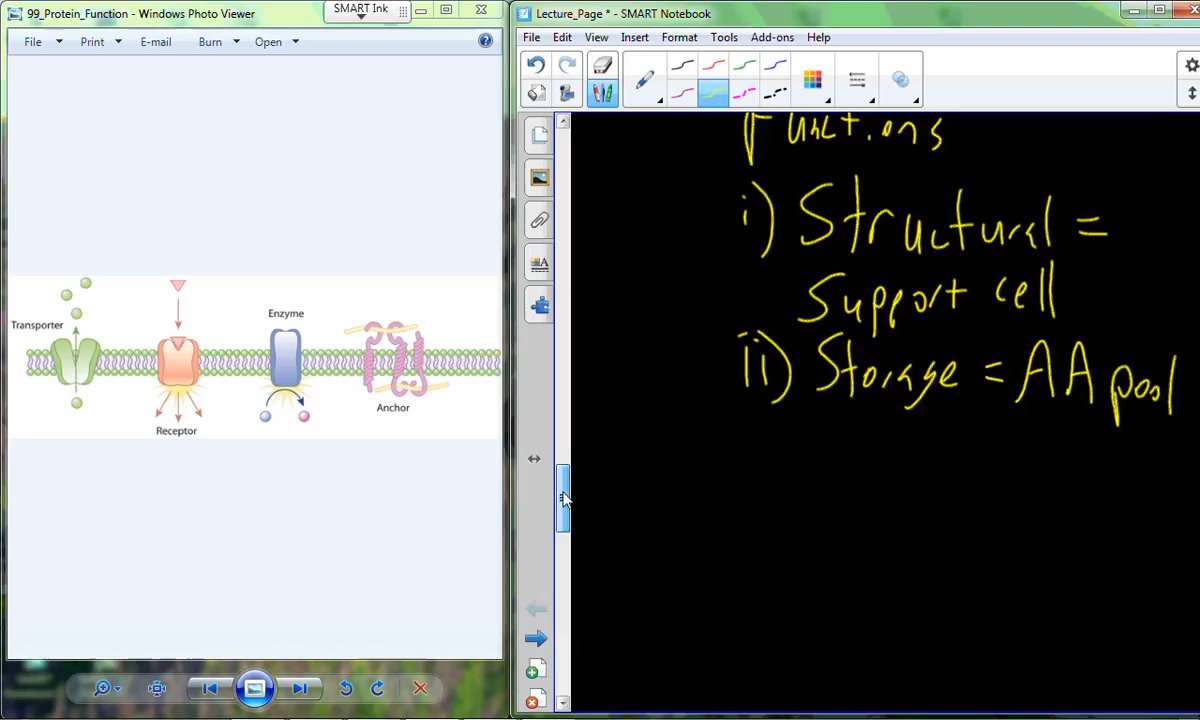 99_Protein_Function - Windows Photo Viewer
SMART Ink
File Print E-mail Burn Open
Transporter
Enzyme
Receptor
Anchor
Lecture_Page * - SMART Notebook
File Edit View Insert Format Tools Add-ons Help
Functions
i) Structural =
Support cell
ii) Storage = AA pool